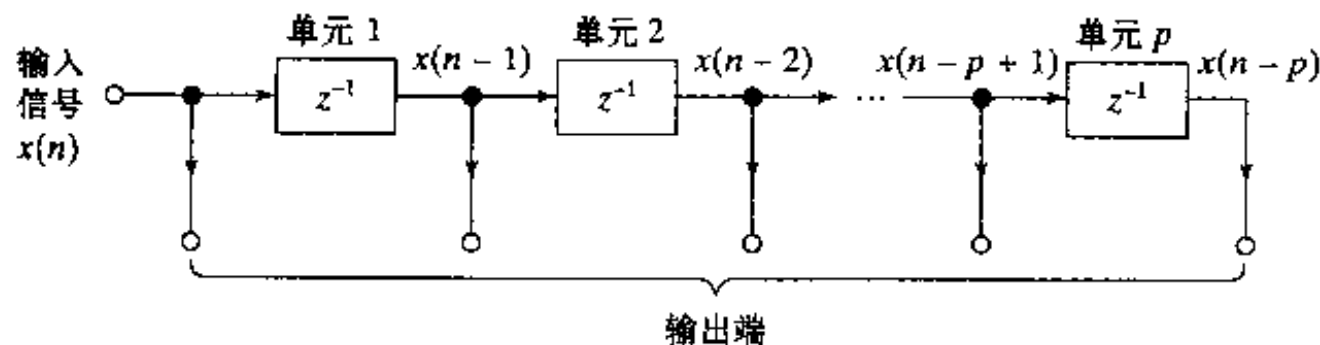 单元 1
单元 2
单元 p
输入
信号
x(n)
z⁻¹
x(n − 1)
z⁻¹
x(n − 2)
···
x(n − p + 1)
z⁻¹
x(n − p)
输出端